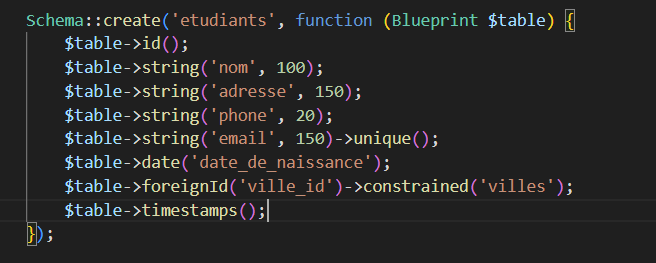 Schema::create('etudiants', function (Blueprint $table) {
    $table->id();
    $table->string('nom', 100);
    $table->string('adresse', 150);
    $table->string('phone', 20);
    $table->string('email', 150)->unique();
    $table->date('date_de_naissance');
    $table->foreignId('ville_id')->constrained('villes');
    $table->timestamps();
});